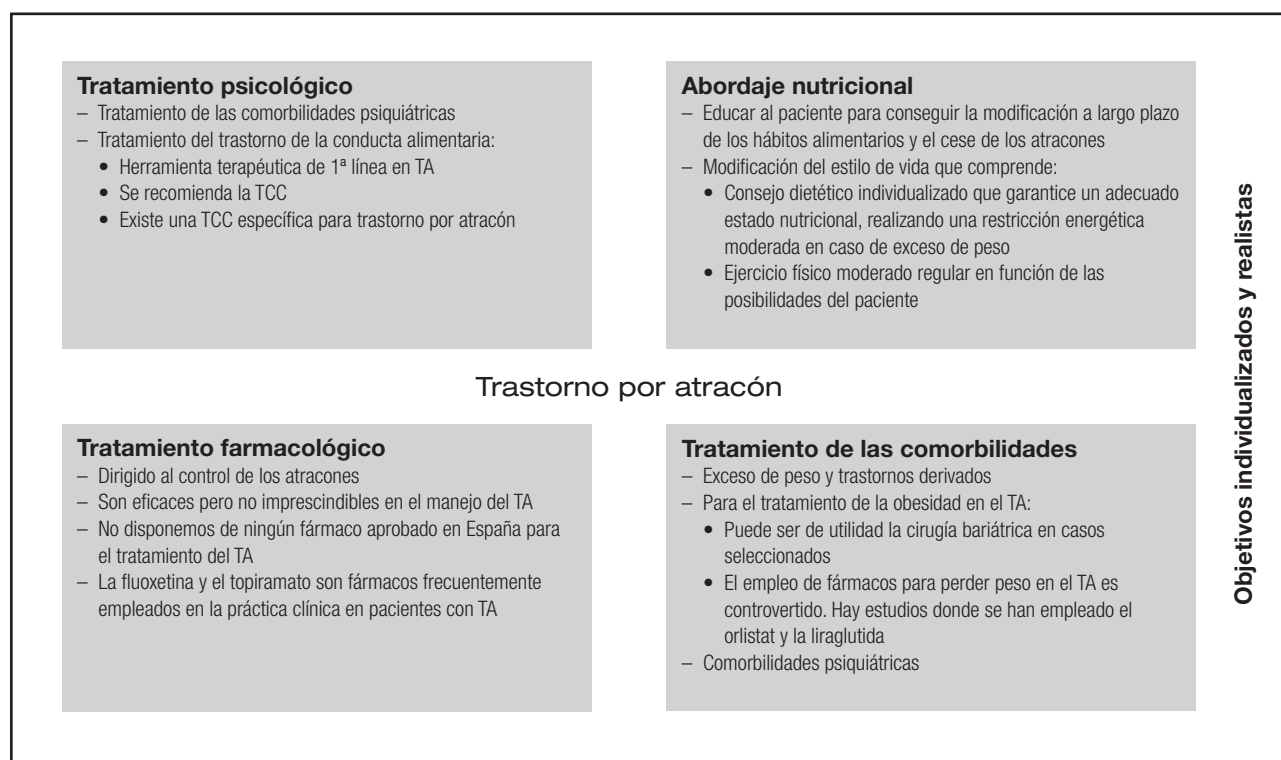 Tratamiento psicológico
– Tratamiento de las comorbilidades psiquiátricas
– Tratamiento del trastorno de la conducta alimentaria:
• Herramienta terapéutica de 1ª línea en TA
• Se recomienda la TCC
• Existe una TCC específica para trastorno por atracón
Abordaje nutricional
– Educar al paciente para conseguir la modificación a largo plazo
de los hábitos alimentarios y el cese de los atracones
– Modificación del estilo de vida que comprende:
• Consejo dietético individualizado que garantice un adecuado
estado nutricional, realizando una restricción energética
moderada en caso de exceso de peso
• Ejercicio físico moderado regular en función de las
posibilidades del paciente
Trastorno por atracón
Tratamiento farmacológico
– Dirigido al control de los atracones
– Son eficaces pero no imprescindibles en el manejo del TA
– No disponemos de ningún fármaco aprobado en España para
el tratamiento del TA
– La fluoxetina y el topiramato son fármacos frecuentemente
empleados en la práctica clínica en pacientes con TA
Tratamiento de las comorbilidades
– Exceso de peso y trastornos derivados
– Para el tratamiento de la obesidad en el TA:
• Puede ser de utilidad la cirugía bariátrica en casos
seleccionados
• El empleo de fármacos para perder peso en el TA es
controvertido. Hay estudios donde se han empleado el
orlistat y la liraglutida
– Comorbilidades psiquiátricas
Objetivos individualizados y realistas